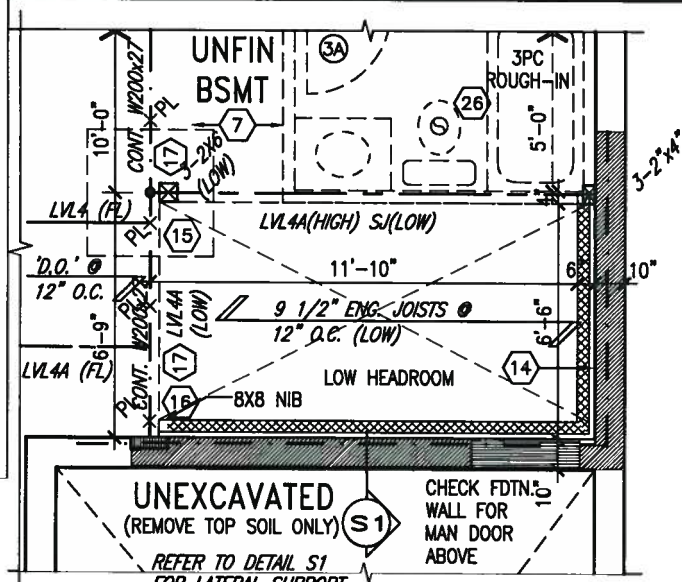 UNFIN
BSMT
3A
3PC
ROUGH-IN
26
7
5'-0"
10'-0"
CONT. W200x27
PL
17
3-2X6
(LOW)
3-2"x4"
4"
LVL4 (FL)
PL
15
LVL4A(HIGH) SJ(LOW)
'D.O.' @
12" O.C.
11'-10"
6"
10"
PL
LVL4A
(LOW)
9 1/2" ENG. JOISTS @
12" O.C. (LOW)
6'-6"
6'-9"
LVL4A (FL)
17
LOW HEADROOM
14
16
8X8 NIB
PL
UNEXCAVATED
(REMOVE TOP SOIL ONLY)
S1
CHECK FDTN.
WALL FOR
MAN DOOR
ABOVE
10"
REFER TO DETAIL S1
FOR LATERAL SUPPORT